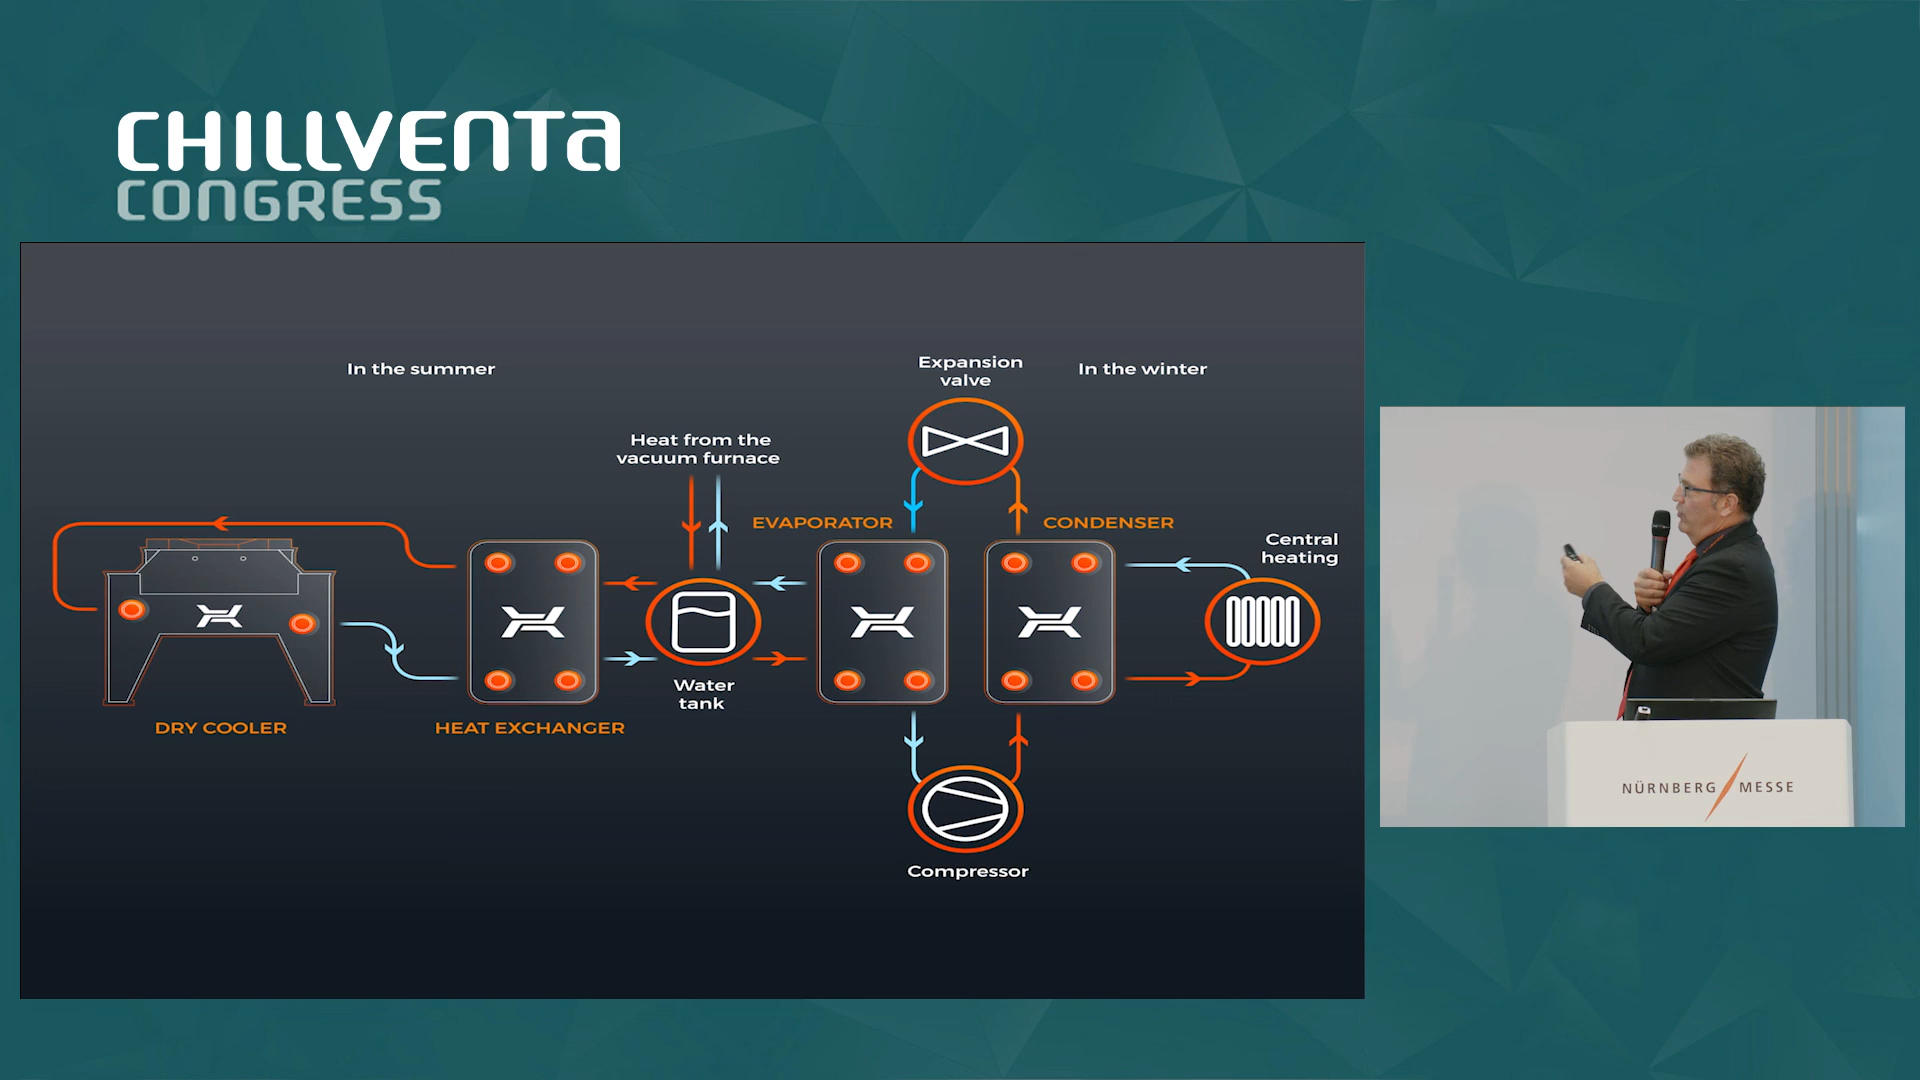 CHILLVENTA
CONGRESS
In the summer
Expansion
valve
In the winter
Heat from the
vacuum furnace
EVAPORATOR
CONDENSER
Central
heating
Water
tank
DRY COOLER
HEAT EXCHANGER
Compressor
NÜRNBERG MESSE